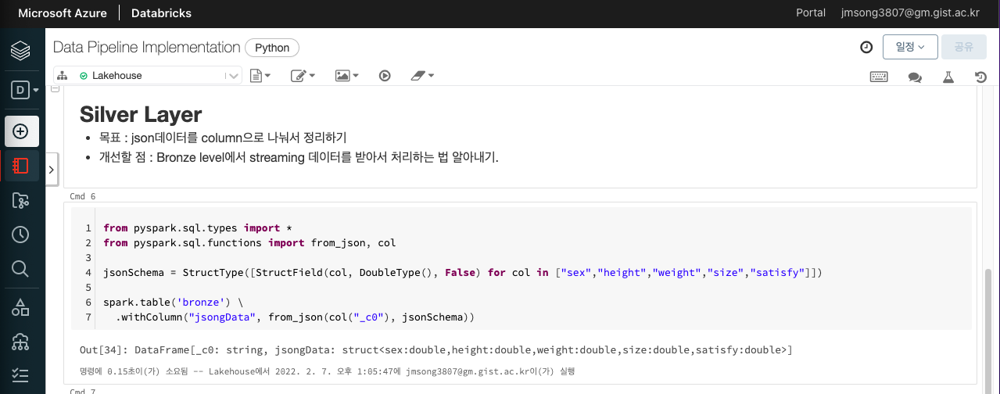 Microsoft Azure Databricks Portal jmsong3807@gm.gist.ac.kr
Data Pipeline Implementation Python 일정 공유
D Lakehouse
Silver Layer
• 목표 : json데이터를 column으로 나눠서 정리하기
• 개선할 점 : Bronze level에서 streaming 데이터를 받아서 처리하는 법 알아내기.
Cmd 6
1 from pyspark.sql.types import *
2 from pyspark.sql.functions import from_json, col
3
4 jsonSchema = StructType([StructField(col, DoubleType(), False) for col in ["sex","height","weight","size","satisfy"]])
5
6 spark.table('bronze') \
7 .withColumn("jsongData", from_json(col("_c0"), jsonSchema))
Out[34]: DataFrame[_c0: string, jsongData: struct<sex:double,height:double,weight:double,size:double,satisfy:double>]
명령에 0.15초이(가) 소요됨 -- Lakehouse에서 2022. 2. 7. 오후 1:05:47에 jmsong3807@gm.gist.ac.kr이(가) 실행
Cmd 7